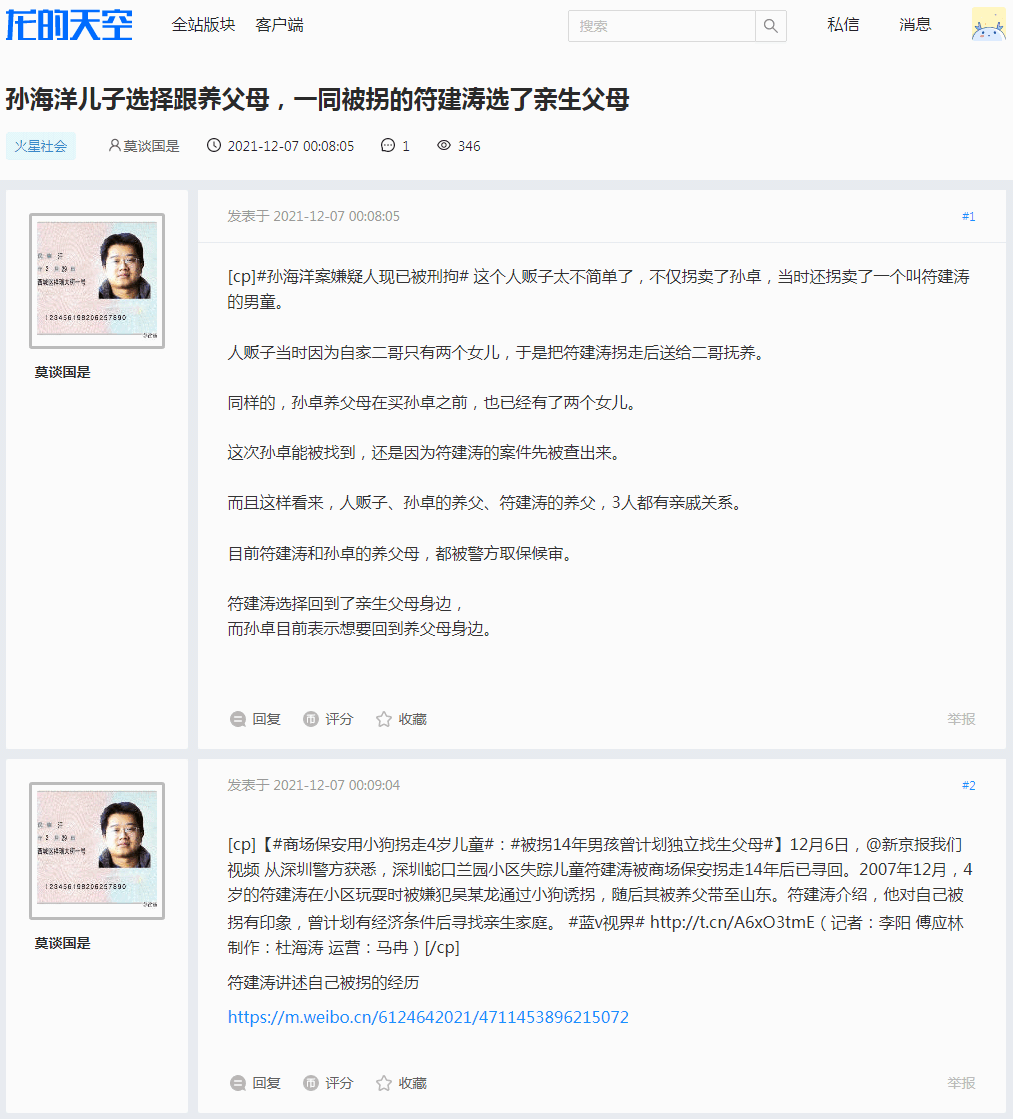 龙的天空
全站版块 客户端
搜索
私信 消息
孙海洋儿子选择跟养父母，一同被拐的符建涛选了亲生父母
火星社会 莫谈国是 2021-12-07 00:08:05 1 346
发表于 2021-12-07 00:08:05 #1
莫谈国是
[cp]#孙海洋案嫌疑人现已被刑拘# 这个人贩子太不简单了，不仅拐卖了孙卓，当时还拐卖了一个叫符建涛
的男童。
人贩子当时因为自家二哥只有两个女儿，于是把符建涛拐走后送给二哥抚养。
同样的，孙卓养父母在买孙卓之前，也已经有了两个女儿。
这次孙卓能被找到，还是因为符建涛的案件先被查出来。
而且这样看来，人贩子、孙卓的养父、符建涛的养父，3人都有亲戚关系。
目前符建涛和孙卓的养父母，都被警方取保候审。
符建涛选择回到了亲生父母身边，
而孙卓目前表示想要回到养父母身边。
回复 评分 收藏 举报
发表于 2021-12-07 00:09:04 #2
莫谈国是
[cp]【#商场保安用小狗拐走4岁儿童#：#被拐14年男孩曾计划独立找生父母#】12月6日，@新京报我们
视频 从深圳警方获悉，深圳蛇口兰园小区失踪儿童符建涛被商场保安拐走14年后已寻回。2007年12月，4
岁的符建涛在小区玩耍时被嫌犯吴某龙通过小狗诱拐，随后其被养父带至山东。符建涛介绍，他对自己被
拐有印象，曾计划有经济条件后寻找亲生家庭。 #蓝v视界# http://t.cn/A6xO3tmE（记者：李阳 傅应林
制作：杜海涛 运营：马冉）[/cp]
符建涛讲述自己被拐的经历
https://m.weibo.cn/6124642021/4711453896215072
回复 评分 收藏 举报